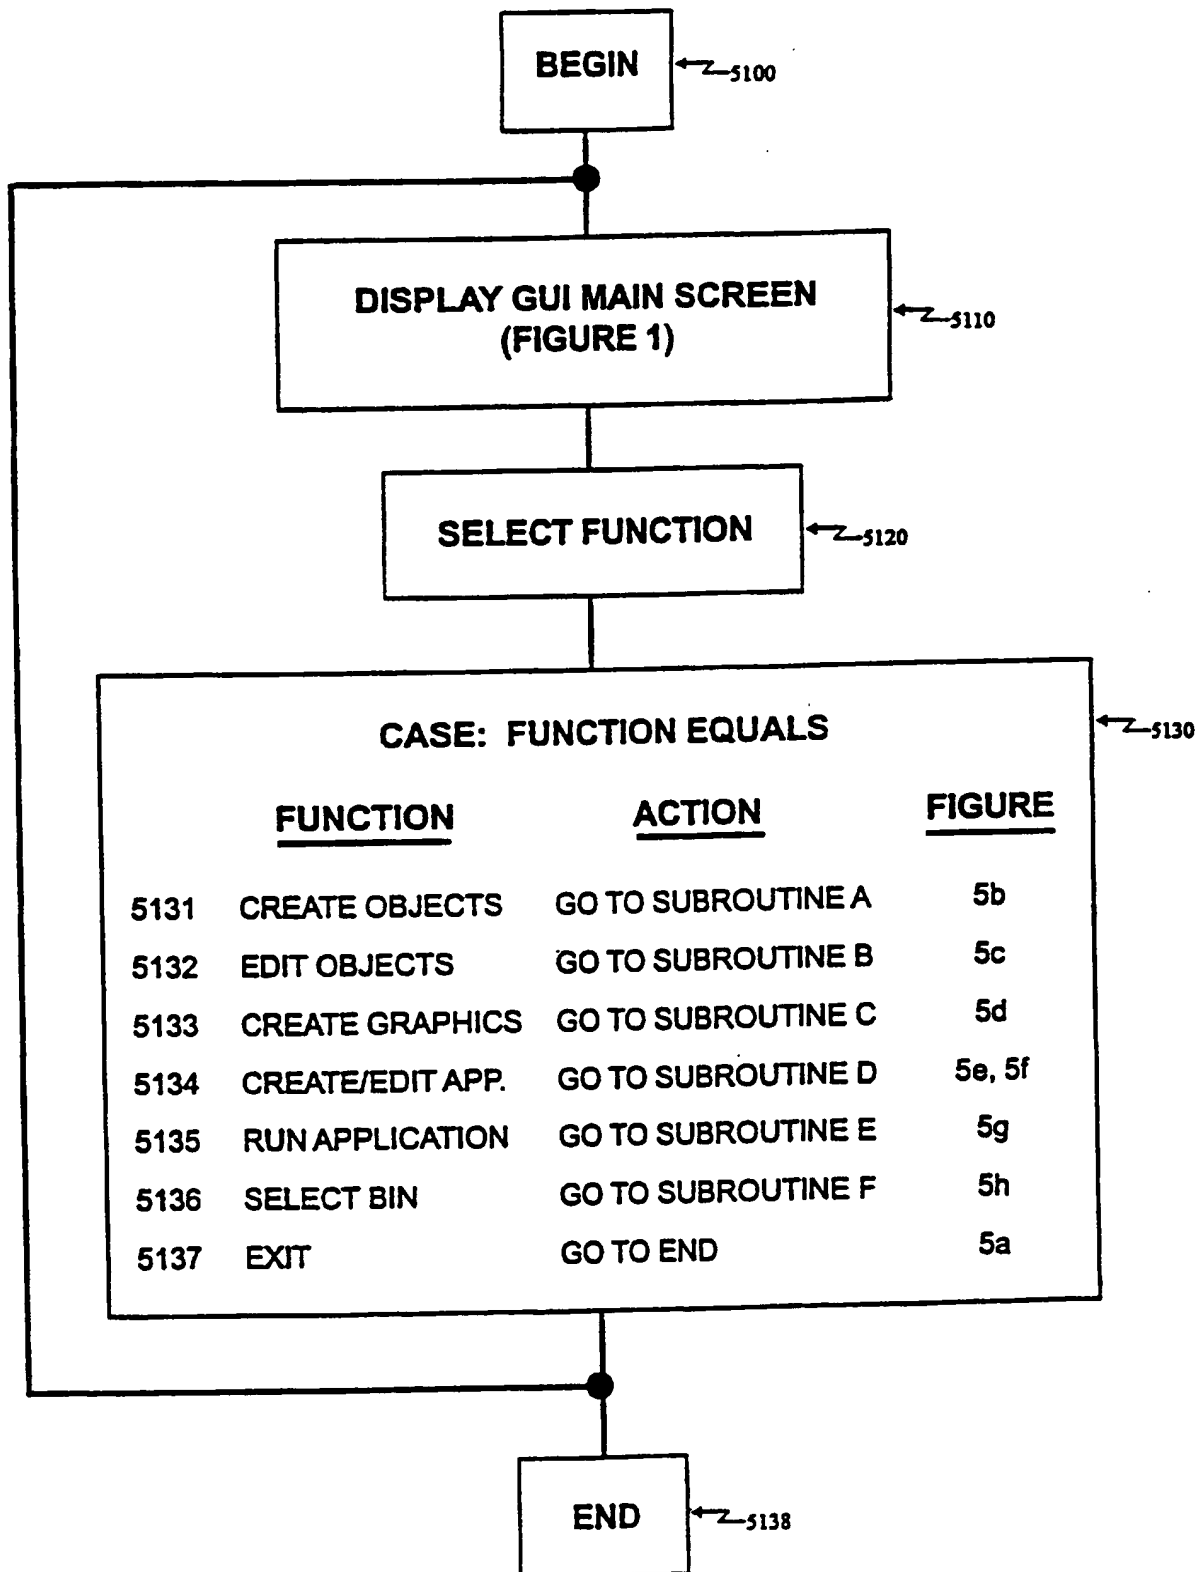 BEGIN
5100
DISPLAY GUI MAIN SCREEN
(FIGURE 1)
5110
SELECT FUNCTION
5120
CASE: FUNCTION EQUALS
5130
FUNCTION ACTION FIGURE
5131 CREATE OBJECTS GO TO SUBROUTINE A 5b
5132 EDIT OBJECTS GO TO SUBROUTINE B 5c
5133 CREATE GRAPHICS GO TO SUBROUTINE C 5d
5134 CREATE/EDIT APP. GO TO SUBROUTINE D 5e, 5f
5135 RUN APPLICATION GO TO SUBROUTINE E 5g
5136 SELECT BIN GO TO SUBROUTINE F 5h
5137 EXIT GO TO END 5a
END
5138